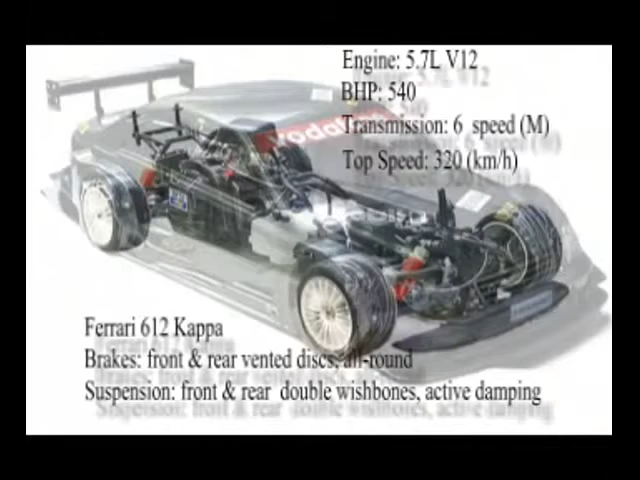 Engine: 5.7L V12
BHP: 540
Transmission: 6 speed (M)
Top Speed: 320 (km/h)
Ferrari 612 Kappa
Brakes: front & rear vented discs, all-round
Suspension: front & rear double wishbones, active damping